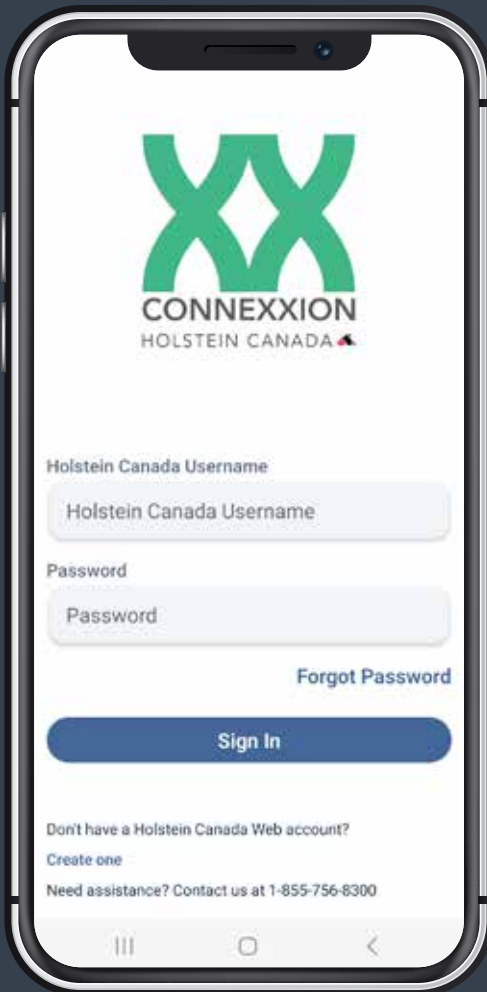 CONNEXXION
HOLSTEIN CANADA
Holstein Canada Username
Holstein Canada Username
Password
Password
Forgot Password
Sign In
Don't have a Holstein Canada Web account?
Create one
Need assistance? Contact us at 1-855-756-8300